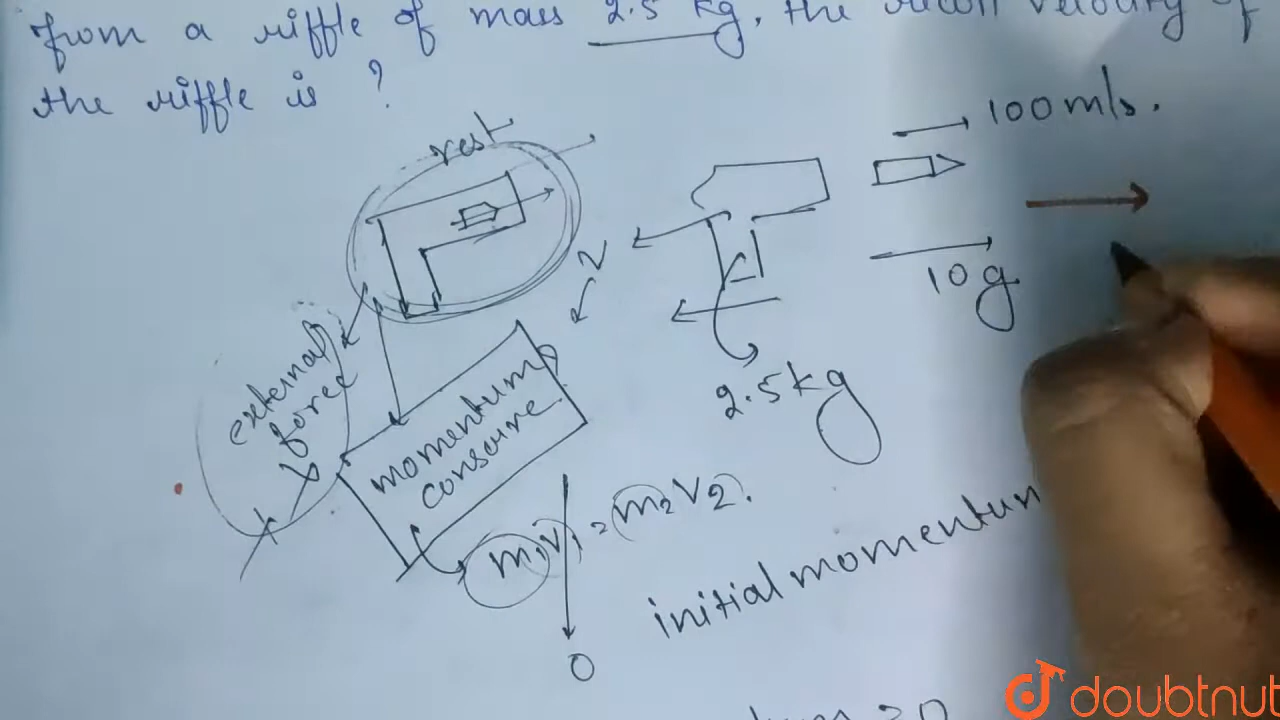 from a riffle of mass 2.5 kg, the recoil velocity of
the riffle is ?
rest
100 m/s.
10 g
V
2.5 kg
external
force
momentum
conserve
m₁v₁ = m₂v₂.
0
initial momentum
= 0
doubtnut